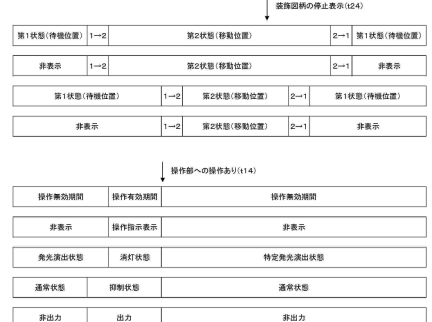 装飾図柄の停止表示(t24)
第1状態(待機位置) 1→2 第2状態(移動位置) 2→1 第1状態(待機位置)
非表示 1→2 第2状態(移動位置) 2→1 非表示
第1状態(待機位置) 1→2 第2状態(移動位置) 2→1 第1状態(待機位置)
非表示 1→2 第2状態(移動位置) 2→1 非表示
操作部への操作あり(t14)
操作無効期間 操作有効期間 操作無効期間
非表示 操作指示表示 非表示
発光演出状態 消灯状態 特定発光演出状態
通常状態 抑制状態 通常状態
非出力 出力 非出力